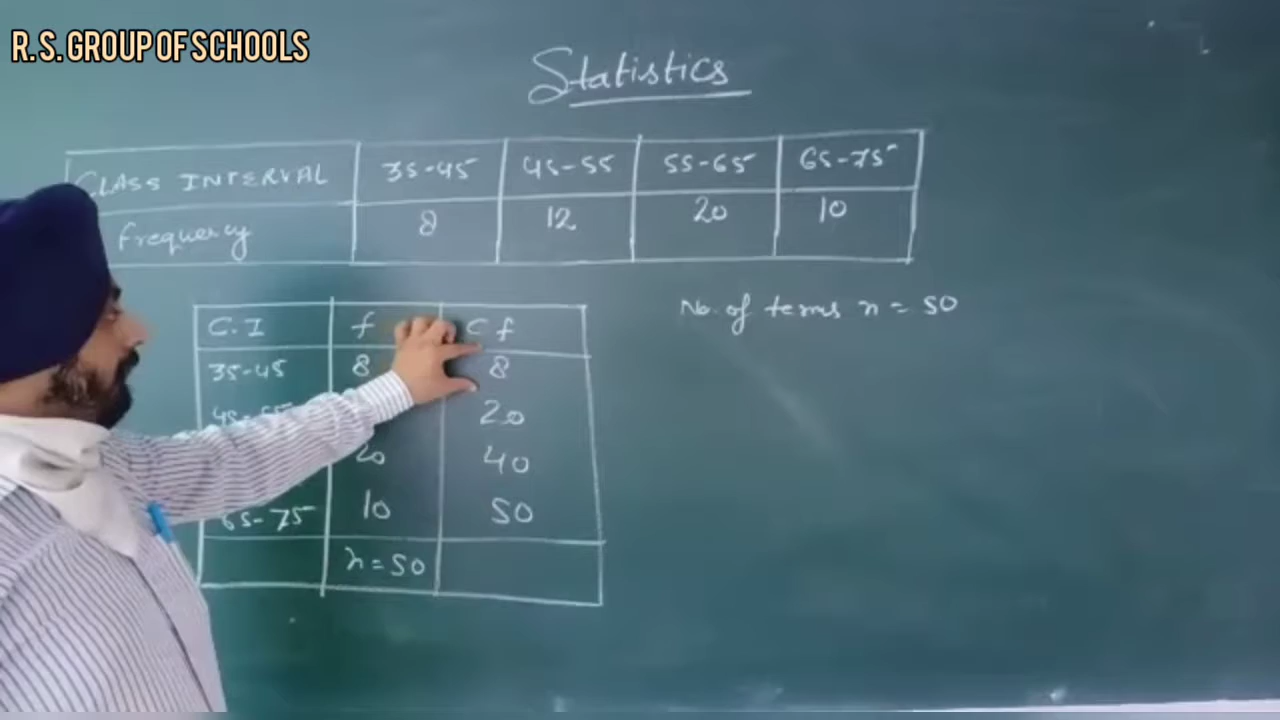 R. S. GROUP OF SCHOOLS
Statistics
CLASS INTERVAL 35-45 45-55 55-65 65-75
frequency 8 12 20 10
No. of terms n = 50
C.I f c f
35-45 8 8
20
20 40
65-75 10 50
n = 50